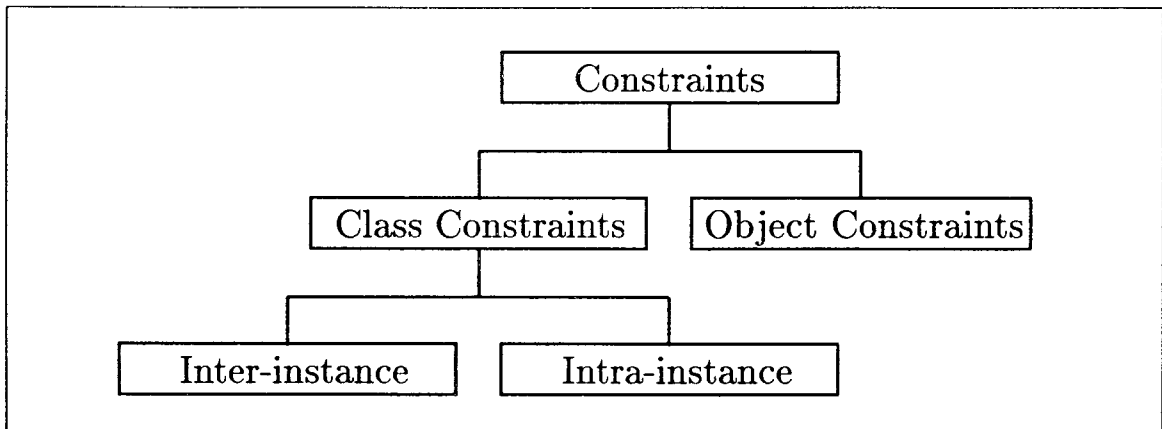 Constraints
Class Constraints
Object Constraints
Inter-instance
Intra-instance